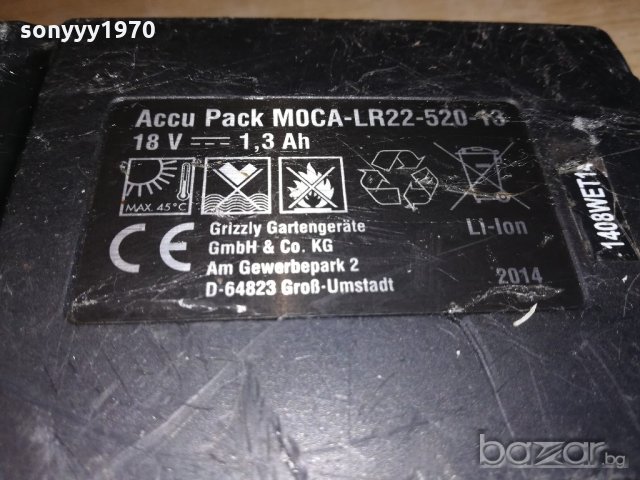 sonyyy1970
Accu Pack MOCA-LR22-520-13
18 V 1,3 Ah
MAX. 45°C
CE
Grizzly Gartengeräte
GmbH & Co. KG
Am Gewerbepark 2
D-64823 Groß-Umstadt
Li-Ion
2014
1408WET14
bazar.bg